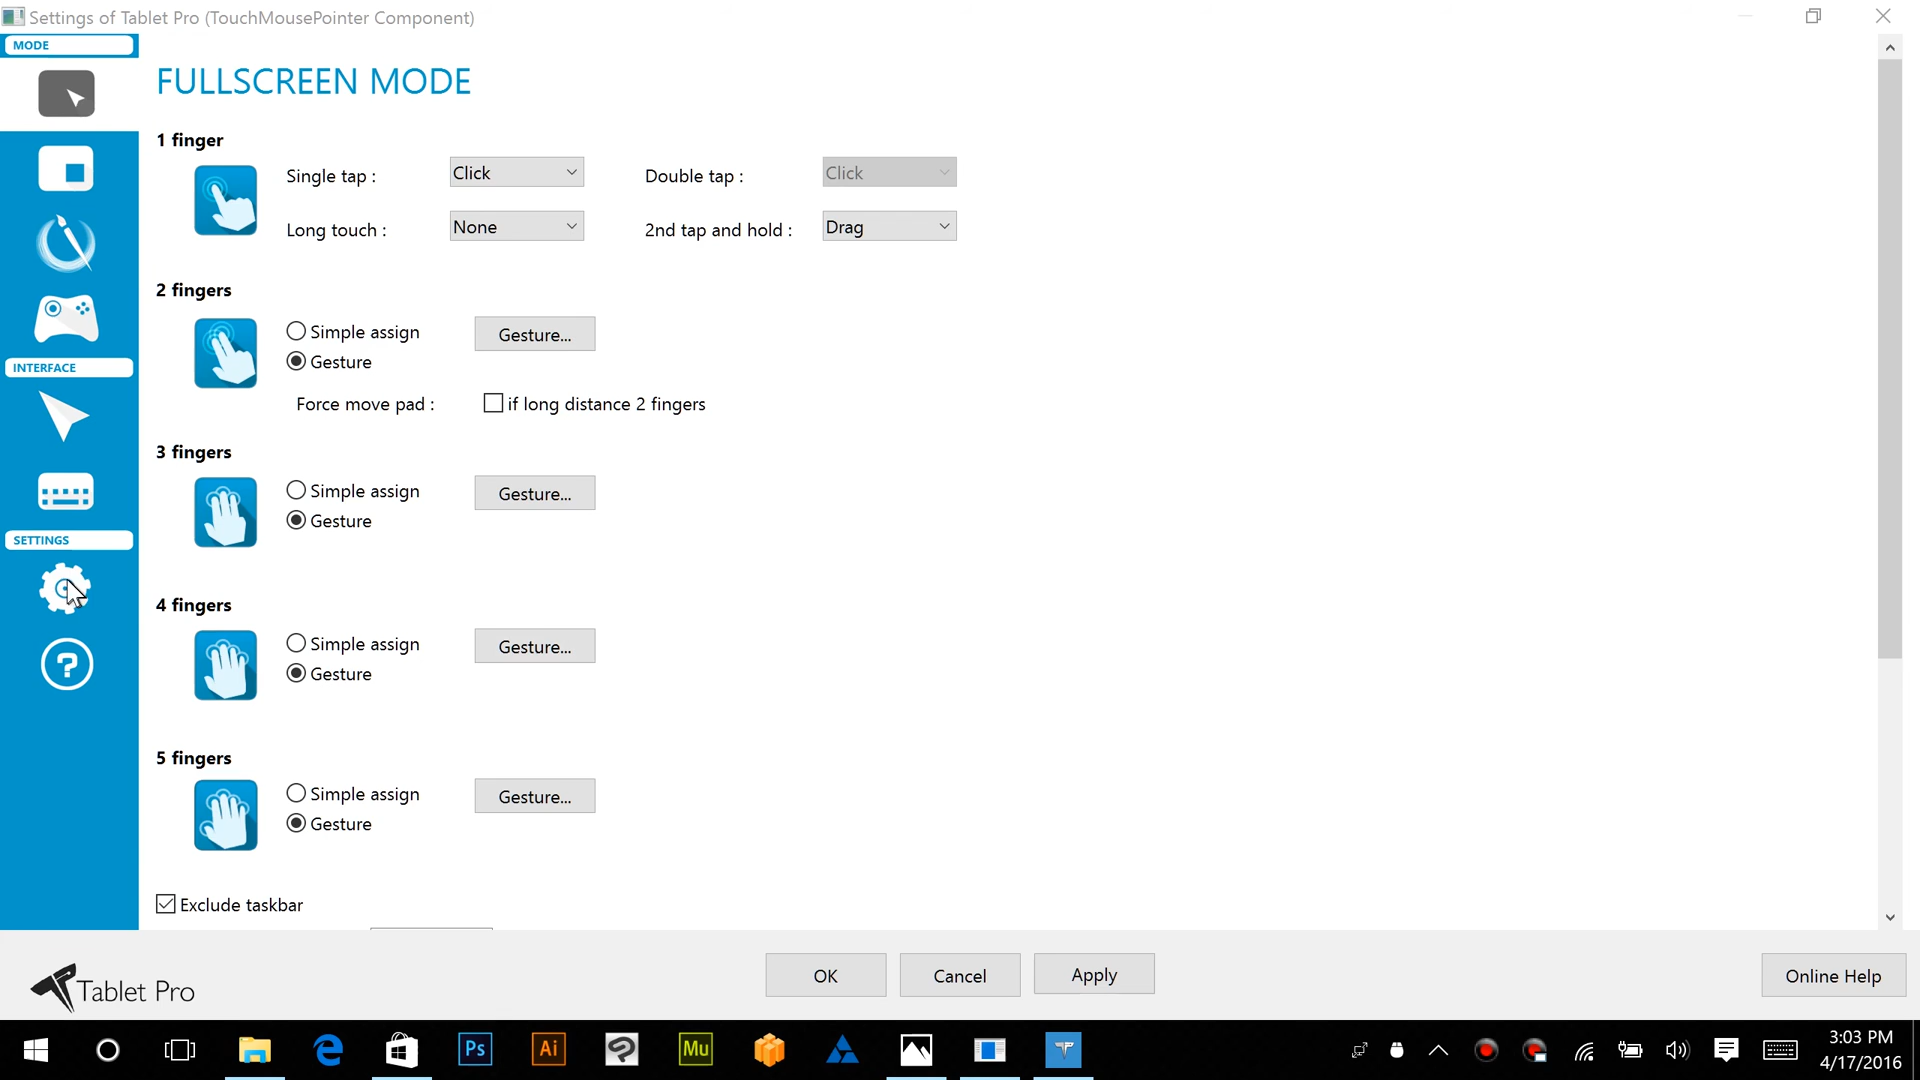 Settings of Tablet Pro (TouchMousePointer Component)
MODE
FULLSCREEN MODE
1 finger
Single tap : Click Double tap : Click
Long touch : None 2nd tap and hold : Drag
2 fingers
Simple assign Gesture...
Gesture
Force move pad : if long distance 2 fingers
INTERFACE
3 fingers
Simple assign Gesture...
Gesture
SETTINGS
4 fingers
Simple assign Gesture...
Gesture
?
5 fingers
Simple assign Gesture...
Gesture
Exclude taskbar
Tablet Pro
OK Cancel Apply Online Help
Ps Ai Mu
3:03 PM
4/17/2016